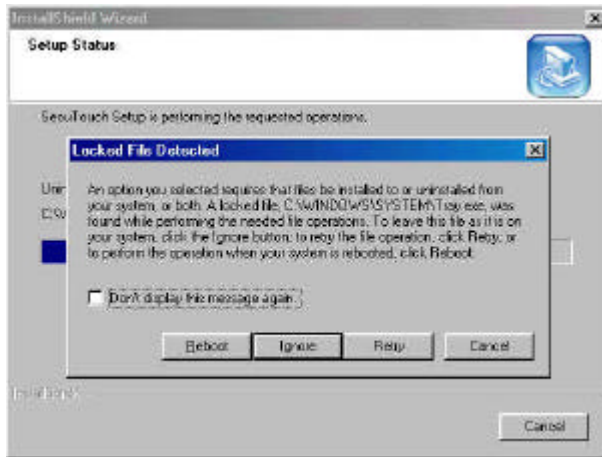 InstallShield Wizard
Setup Status
SecuTouch Setup is performing the requested operations.
Locked File Detected
An option you selected requires that files be installed to or uninstalled from
your system, or both. A locked file, C:\WINDOWS\SYSTEM\Tray.exe, was
found while performing the needed file operations. To leave this file as it is on
your system, click the Ignore button; to retry the file operation, click Retry; or
to perform the operation when your system is rebooted, click Reboot.
Don't display this message again.
Reboot Ignore Retry Cancel
InstallShield
Cancel